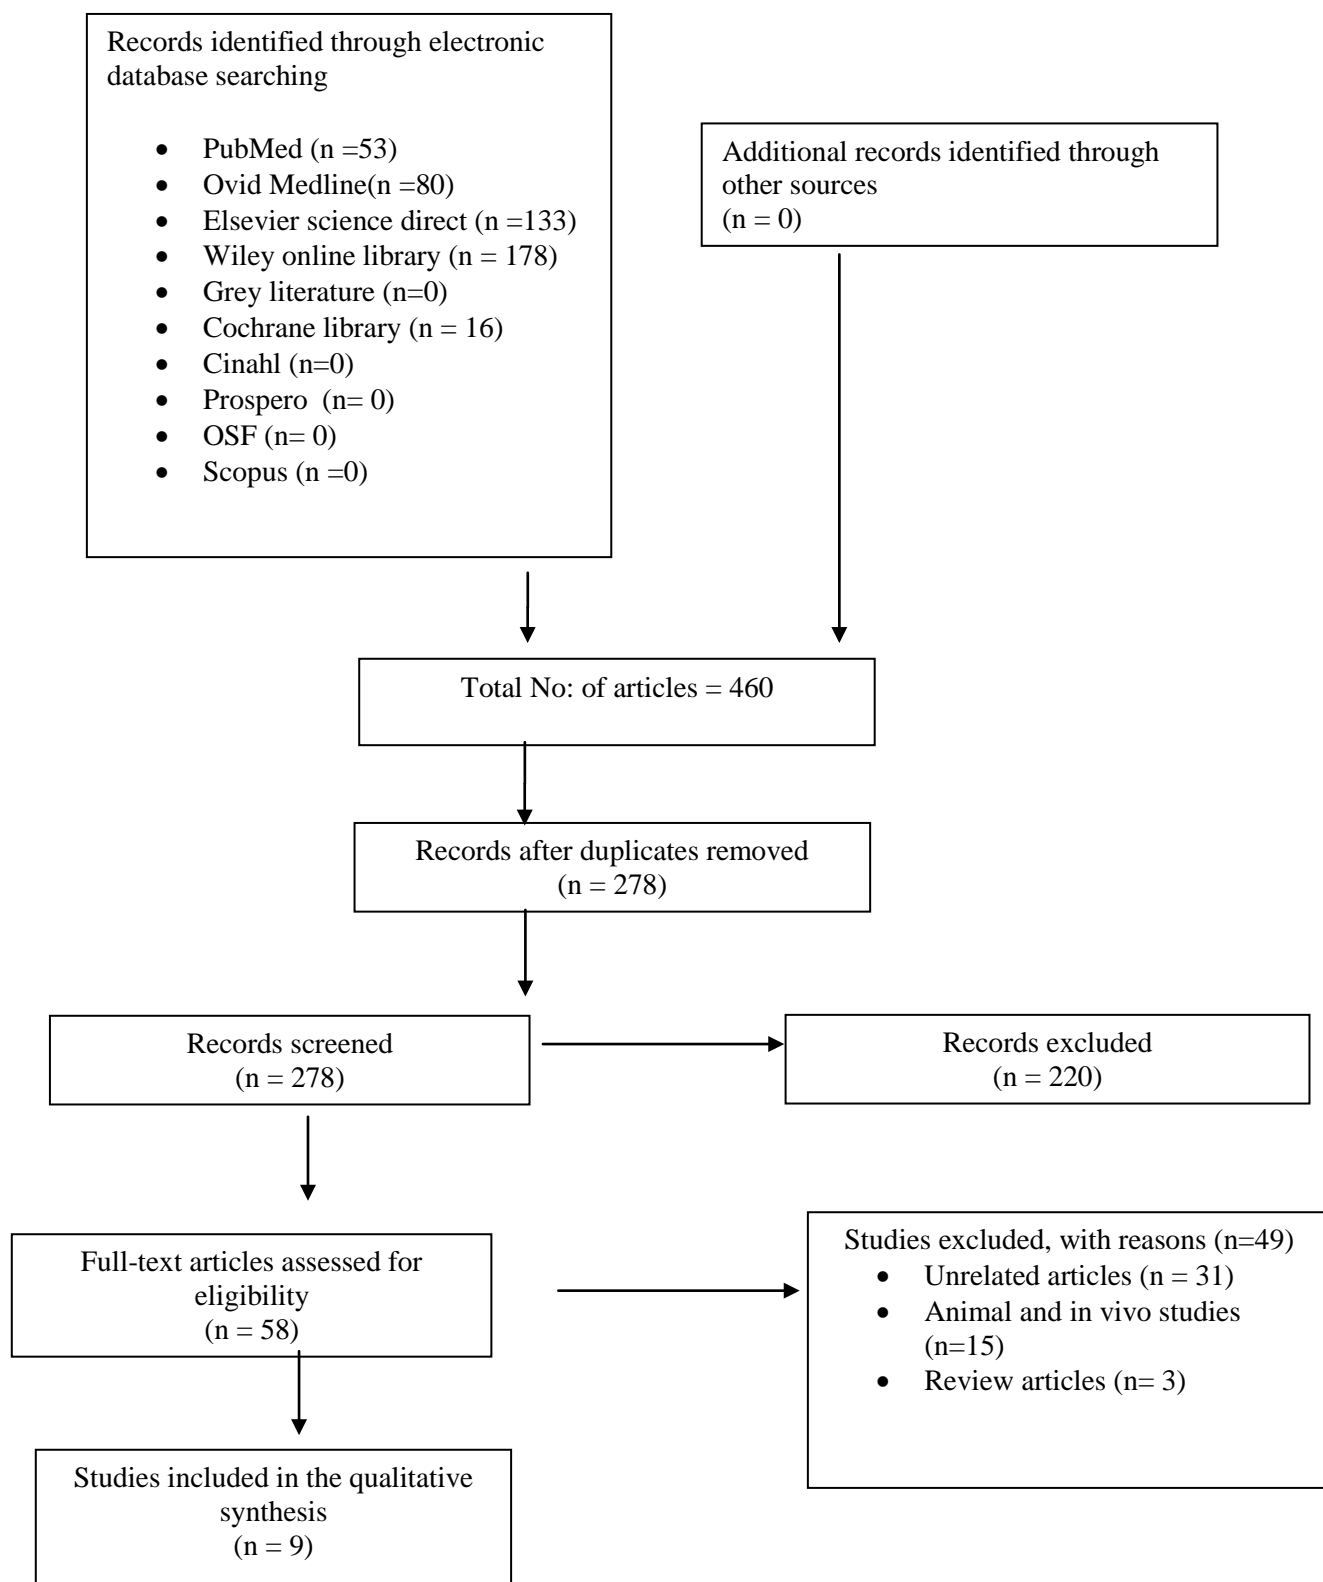 Records identified through electronic
database searching
• PubMed (n =53)
• Ovid Medline(n =80)
• Elsevier science direct (n =133)
• Wiley online library (n = 178)
• Grey literature (n=0)
• Cochrane library (n = 16)
• Cinahl (n=0)
• Prospero (n= 0)
• OSF (n= 0)
• Scopus (n =0)
Additional records identified through
other sources
(n = 0)
Total No: of articles = 460
Records after duplicates removed
(n = 278)
Records screened
(n = 278)
Records excluded
(n = 220)
Full-text articles assessed for
eligibility
(n = 58)
Studies excluded, with reasons (n=49)
• Unrelated articles (n = 31)
• Animal and in vivo studies
(n=15)
• Review articles (n= 3)
Studies included in the qualitative
synthesis
(n = 9)